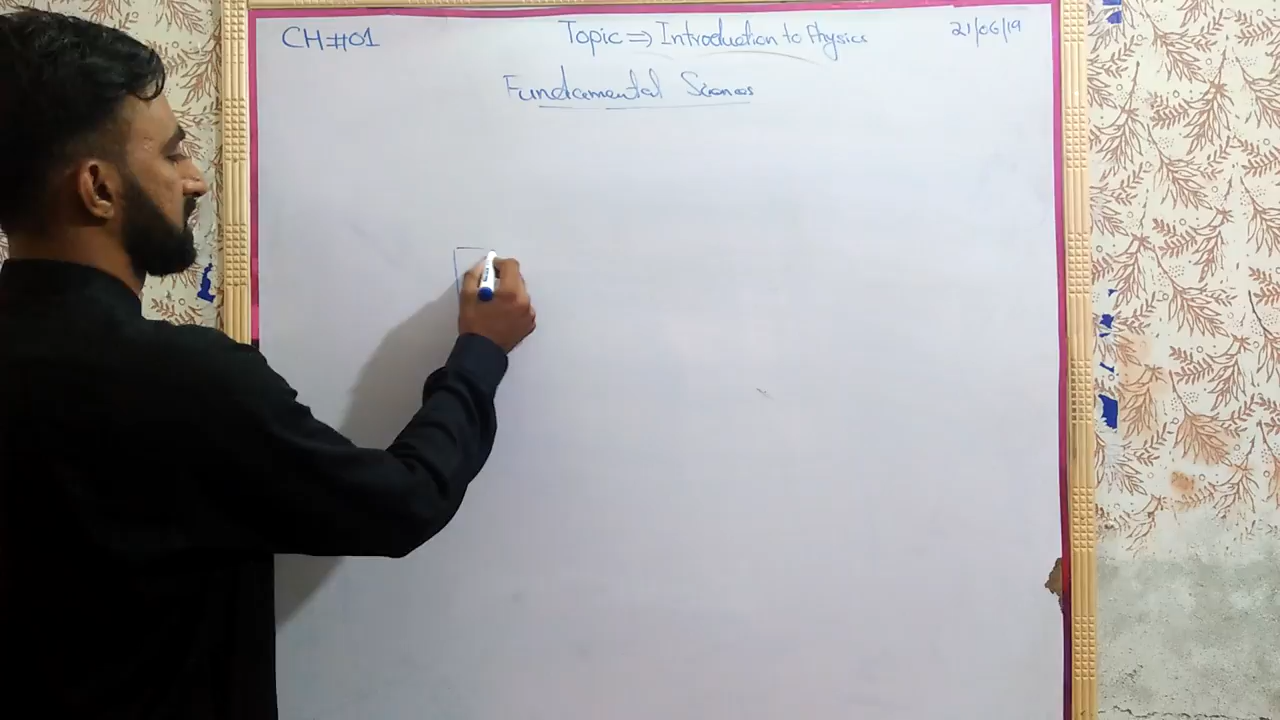 CH#01 Topic ⇒ Introduction to Physics 21/06/19
Fundamental Sciences